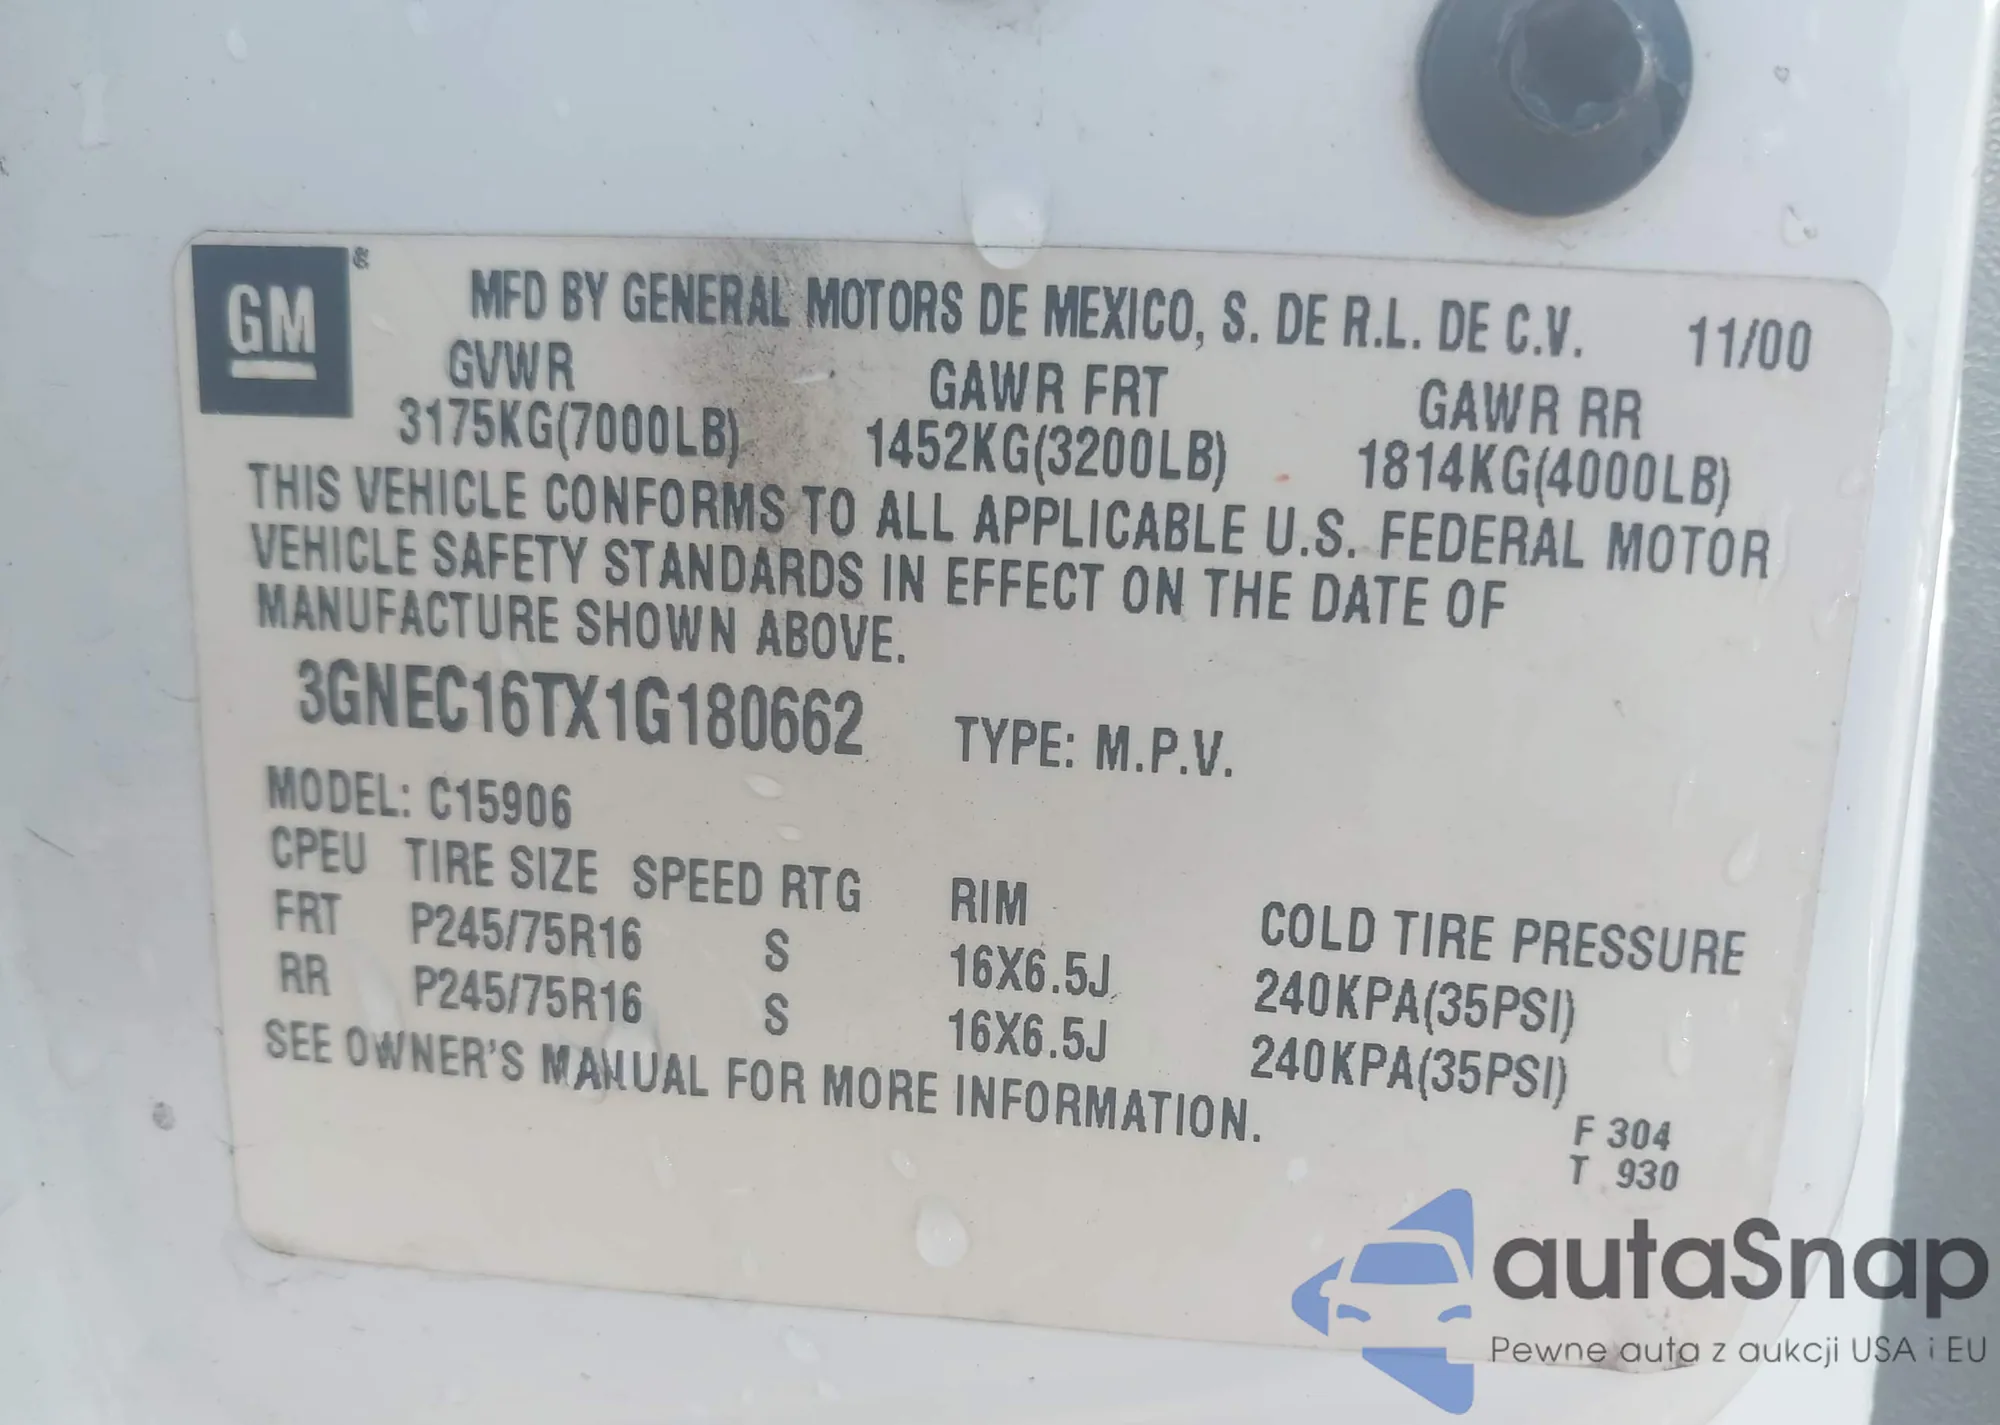 GM ®
MFD BY GENERAL MOTORS DE MEXICO, S. DE R.L. DE C.V. 11/00
GVWR GAWR FRT GAWR RR
3175KG(7000LB) 1452KG(3200LB) 1814KG(4000LB)
THIS VEHICLE CONFORMS TO ALL APPLICABLE U.S. FEDERAL MOTOR
VEHICLE SAFETY STANDARDS IN EFFECT ON THE DATE OF
MANUFACTURE SHOWN ABOVE.
3GNEC16TX1G180662 TYPE: M.P.V.
MODEL: C15906
CPEU TIRE SIZE SPEED RTG RIM COLD TIRE PRESSURE
FRT P245/75R16 S 16X6.5J 240KPA(35PSI)
RR P245/75R16 S 16X6.5J 240KPA(35PSI)
SEE OWNER'S MANUAL FOR MORE INFORMATION.
F 304
T 930
autaSnap
Pewne auta z aukcji USA i EU